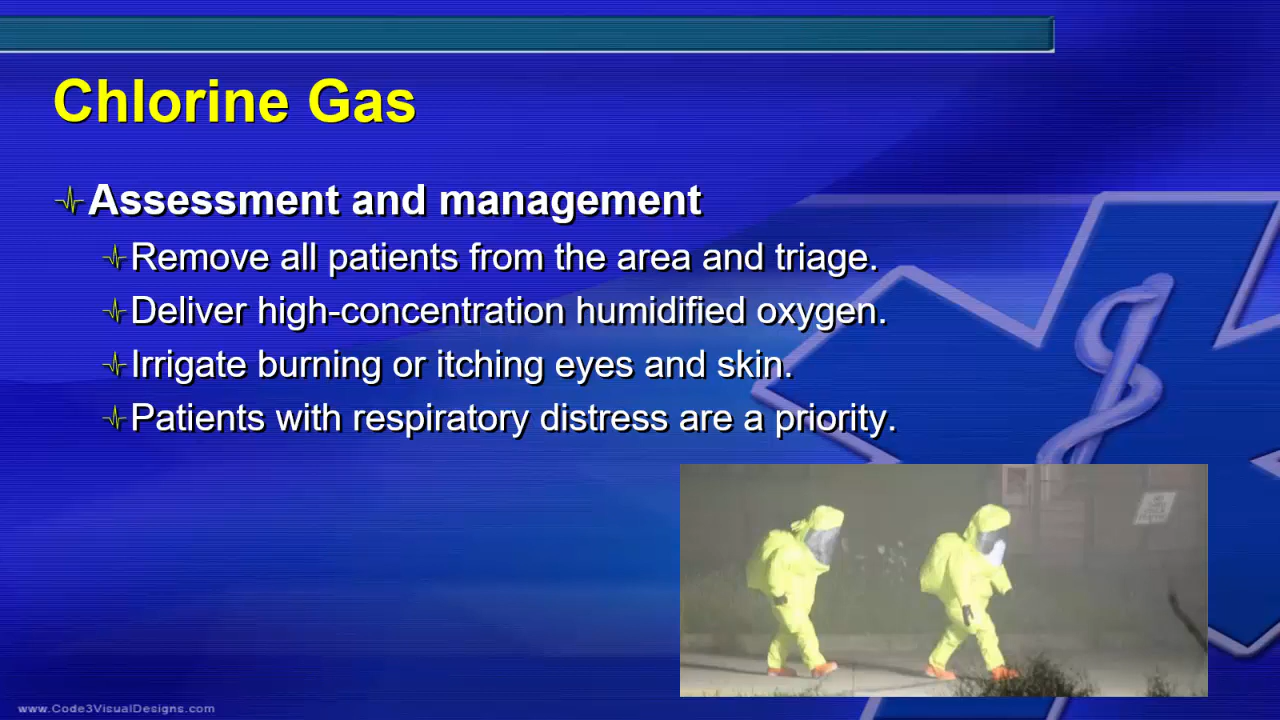 Chlorine Gas
Assessment and management
Remove all patients from the area and triage.
Deliver high-concentration humidified oxygen.
Irrigate burning or itching eyes and skin.
Patients with respiratory distress are a priority.
www.Code3VisualDesigns.com